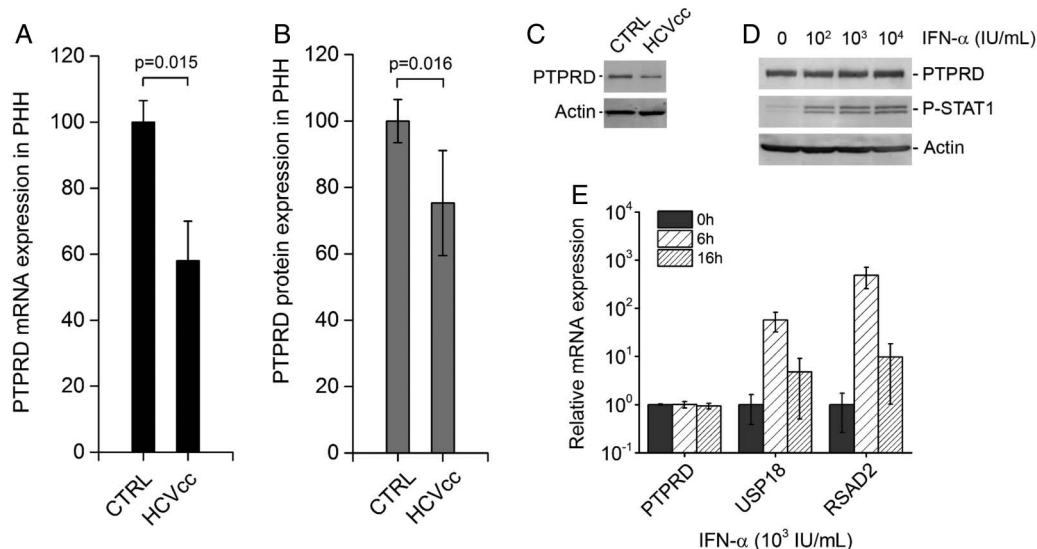 A
PTPRD mRNA expression in PHH
120
100
80
60
40
20
0
p=0.015
CTRL
HCVcc
B
PTPRD protein expression in PHH
120
100
80
60
40
20
0
p=0.016
CTRL
HCVcc
C
CTRL
HCVcc
PTPRD
Actin
D
0 10² 10³ 10⁴ IFN-α (IU/mL)
PTPRD
P-STAT1
Actin
E
Relative mRNA expression
10⁴
10³
10²
10¹
10⁰
10⁻¹
0h
6h
16h
PTPRD
USP18
RSAD2
IFN-α (10³ IU/mL)